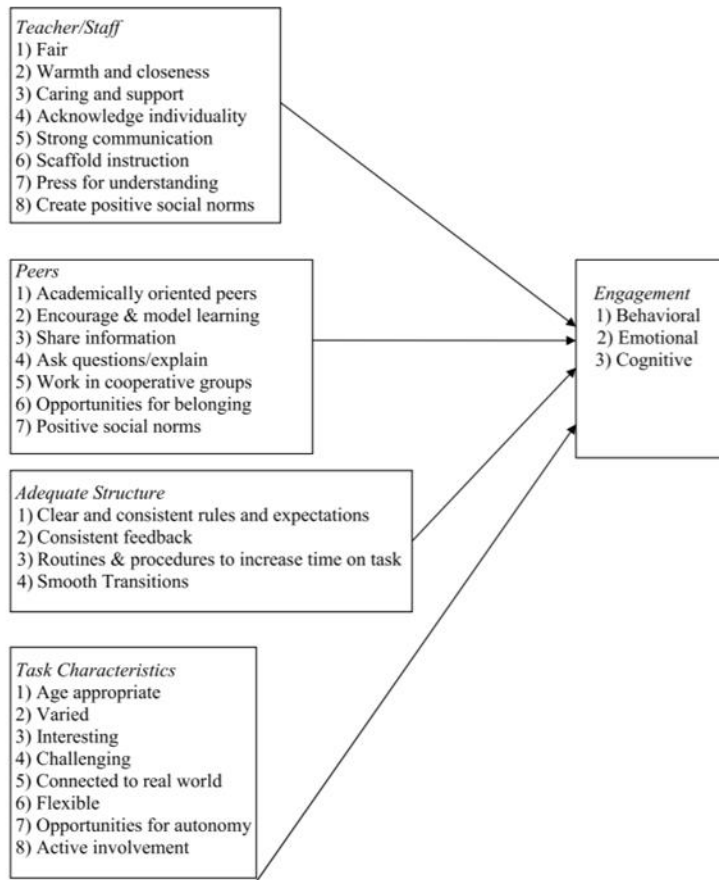 Teacher/Staff
1) Fair
2) Warmth and closeness
3) Caring and support
4) Acknowledge individuality
5) Strong communication
6) Scaffold instruction
7) Press for understanding
8) Create positive social norms
Peers
1) Academically oriented peers
2) Encourage & model learning
3) Share information
4) Ask questions/explain
5) Work in cooperative groups
6) Opportunities for belonging
7) Positive social norms
Adequate Structure
1) Clear and consistent rules and expectations
2) Consistent feedback
3) Routines & procedures to increase time on task
4) Smooth Transitions
Task Characteristics
1) Age appropriate
2) Varied
3) Interesting
4) Challenging
5) Connected to real world
6) Flexible
7) Opportunities for autonomy
8) Active involvement
Engagement
1) Behavioral
2) Emotional
3) Cognitive